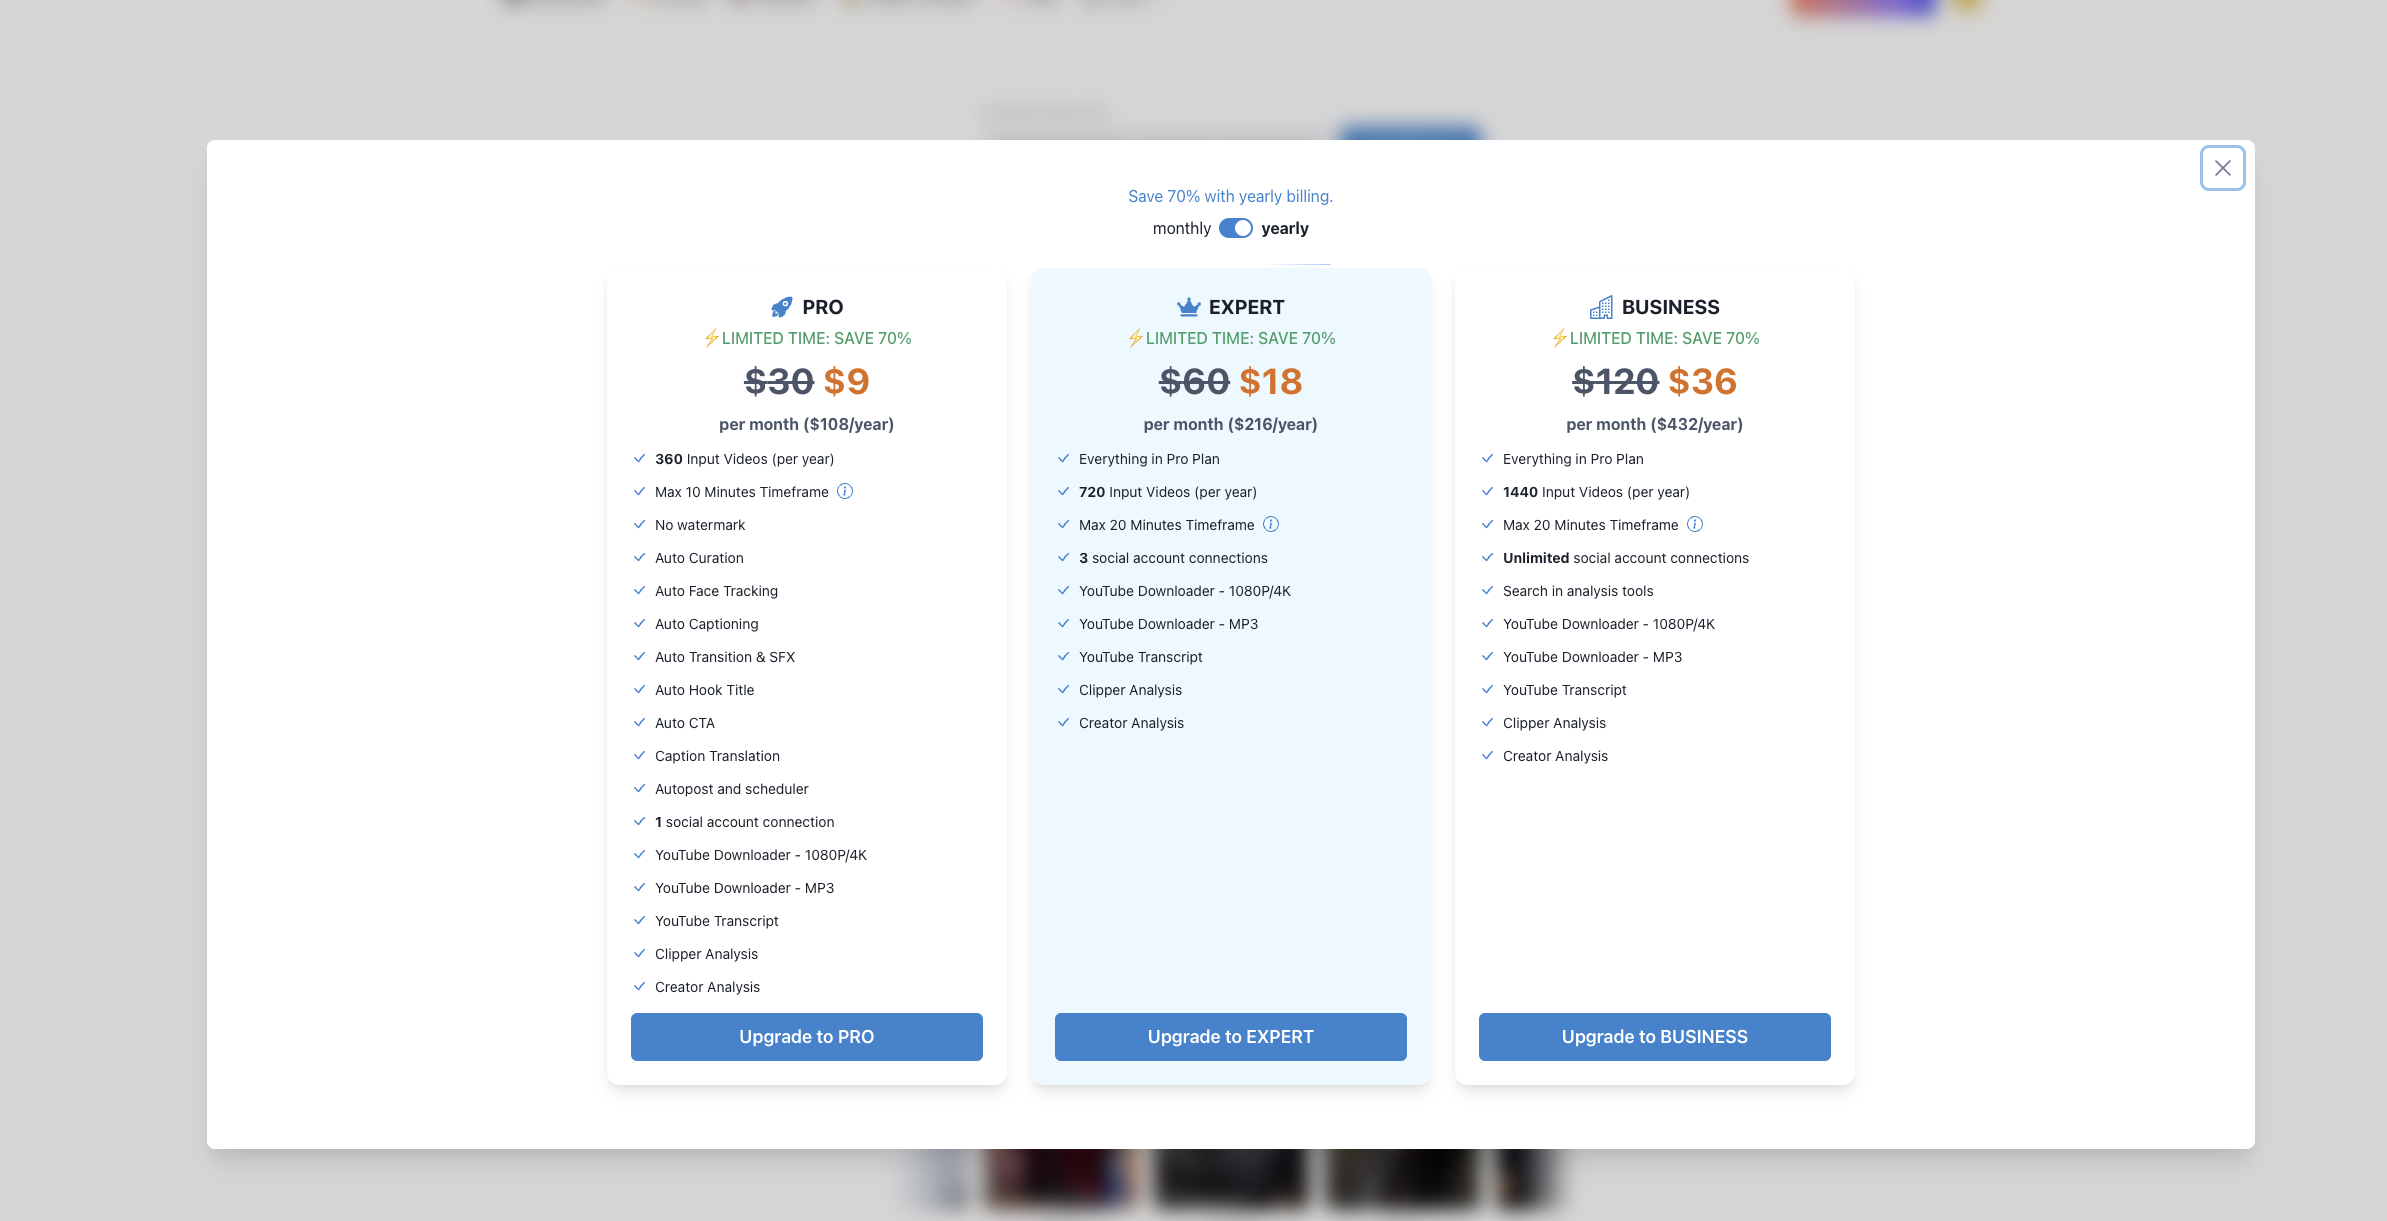 Save 70% with yearly billing.
monthly yearly
PRO
⚡LIMITED TIME: SAVE 70%
$30 $9
per month ($108/year)
360 Input Videos (per year)
Max 10 Minutes Timeframe
No watermark
Auto Curation
Auto Face Tracking
Auto Captioning
Auto Transition & SFX
Auto Hook Title
Auto CTA
Caption Translation
Autopost and scheduler
1 social account connection
YouTube Downloader - 1080P/4K
YouTube Downloader - MP3
YouTube Transcript
Clipper Analysis
Creator Analysis
Upgrade to PRO
EXPERT
⚡LIMITED TIME: SAVE 70%
$60 $18
per month ($216/year)
Everything in Pro Plan
720 Input Videos (per year)
Max 20 Minutes Timeframe
3 social account connections
YouTube Downloader - 1080P/4K
YouTube Downloader - MP3
YouTube Transcript
Clipper Analysis
Creator Analysis
Upgrade to EXPERT
BUSINESS
⚡LIMITED TIME: SAVE 70%
$120 $36
per month ($432/year)
Everything in Pro Plan
1440 Input Videos (per year)
Max 20 Minutes Timeframe
Unlimited social account connections
Search in analysis tools
YouTube Downloader - 1080P/4K
YouTube Downloader - MP3
YouTube Transcript
Clipper Analysis
Creator Analysis
Upgrade to BUSINESS